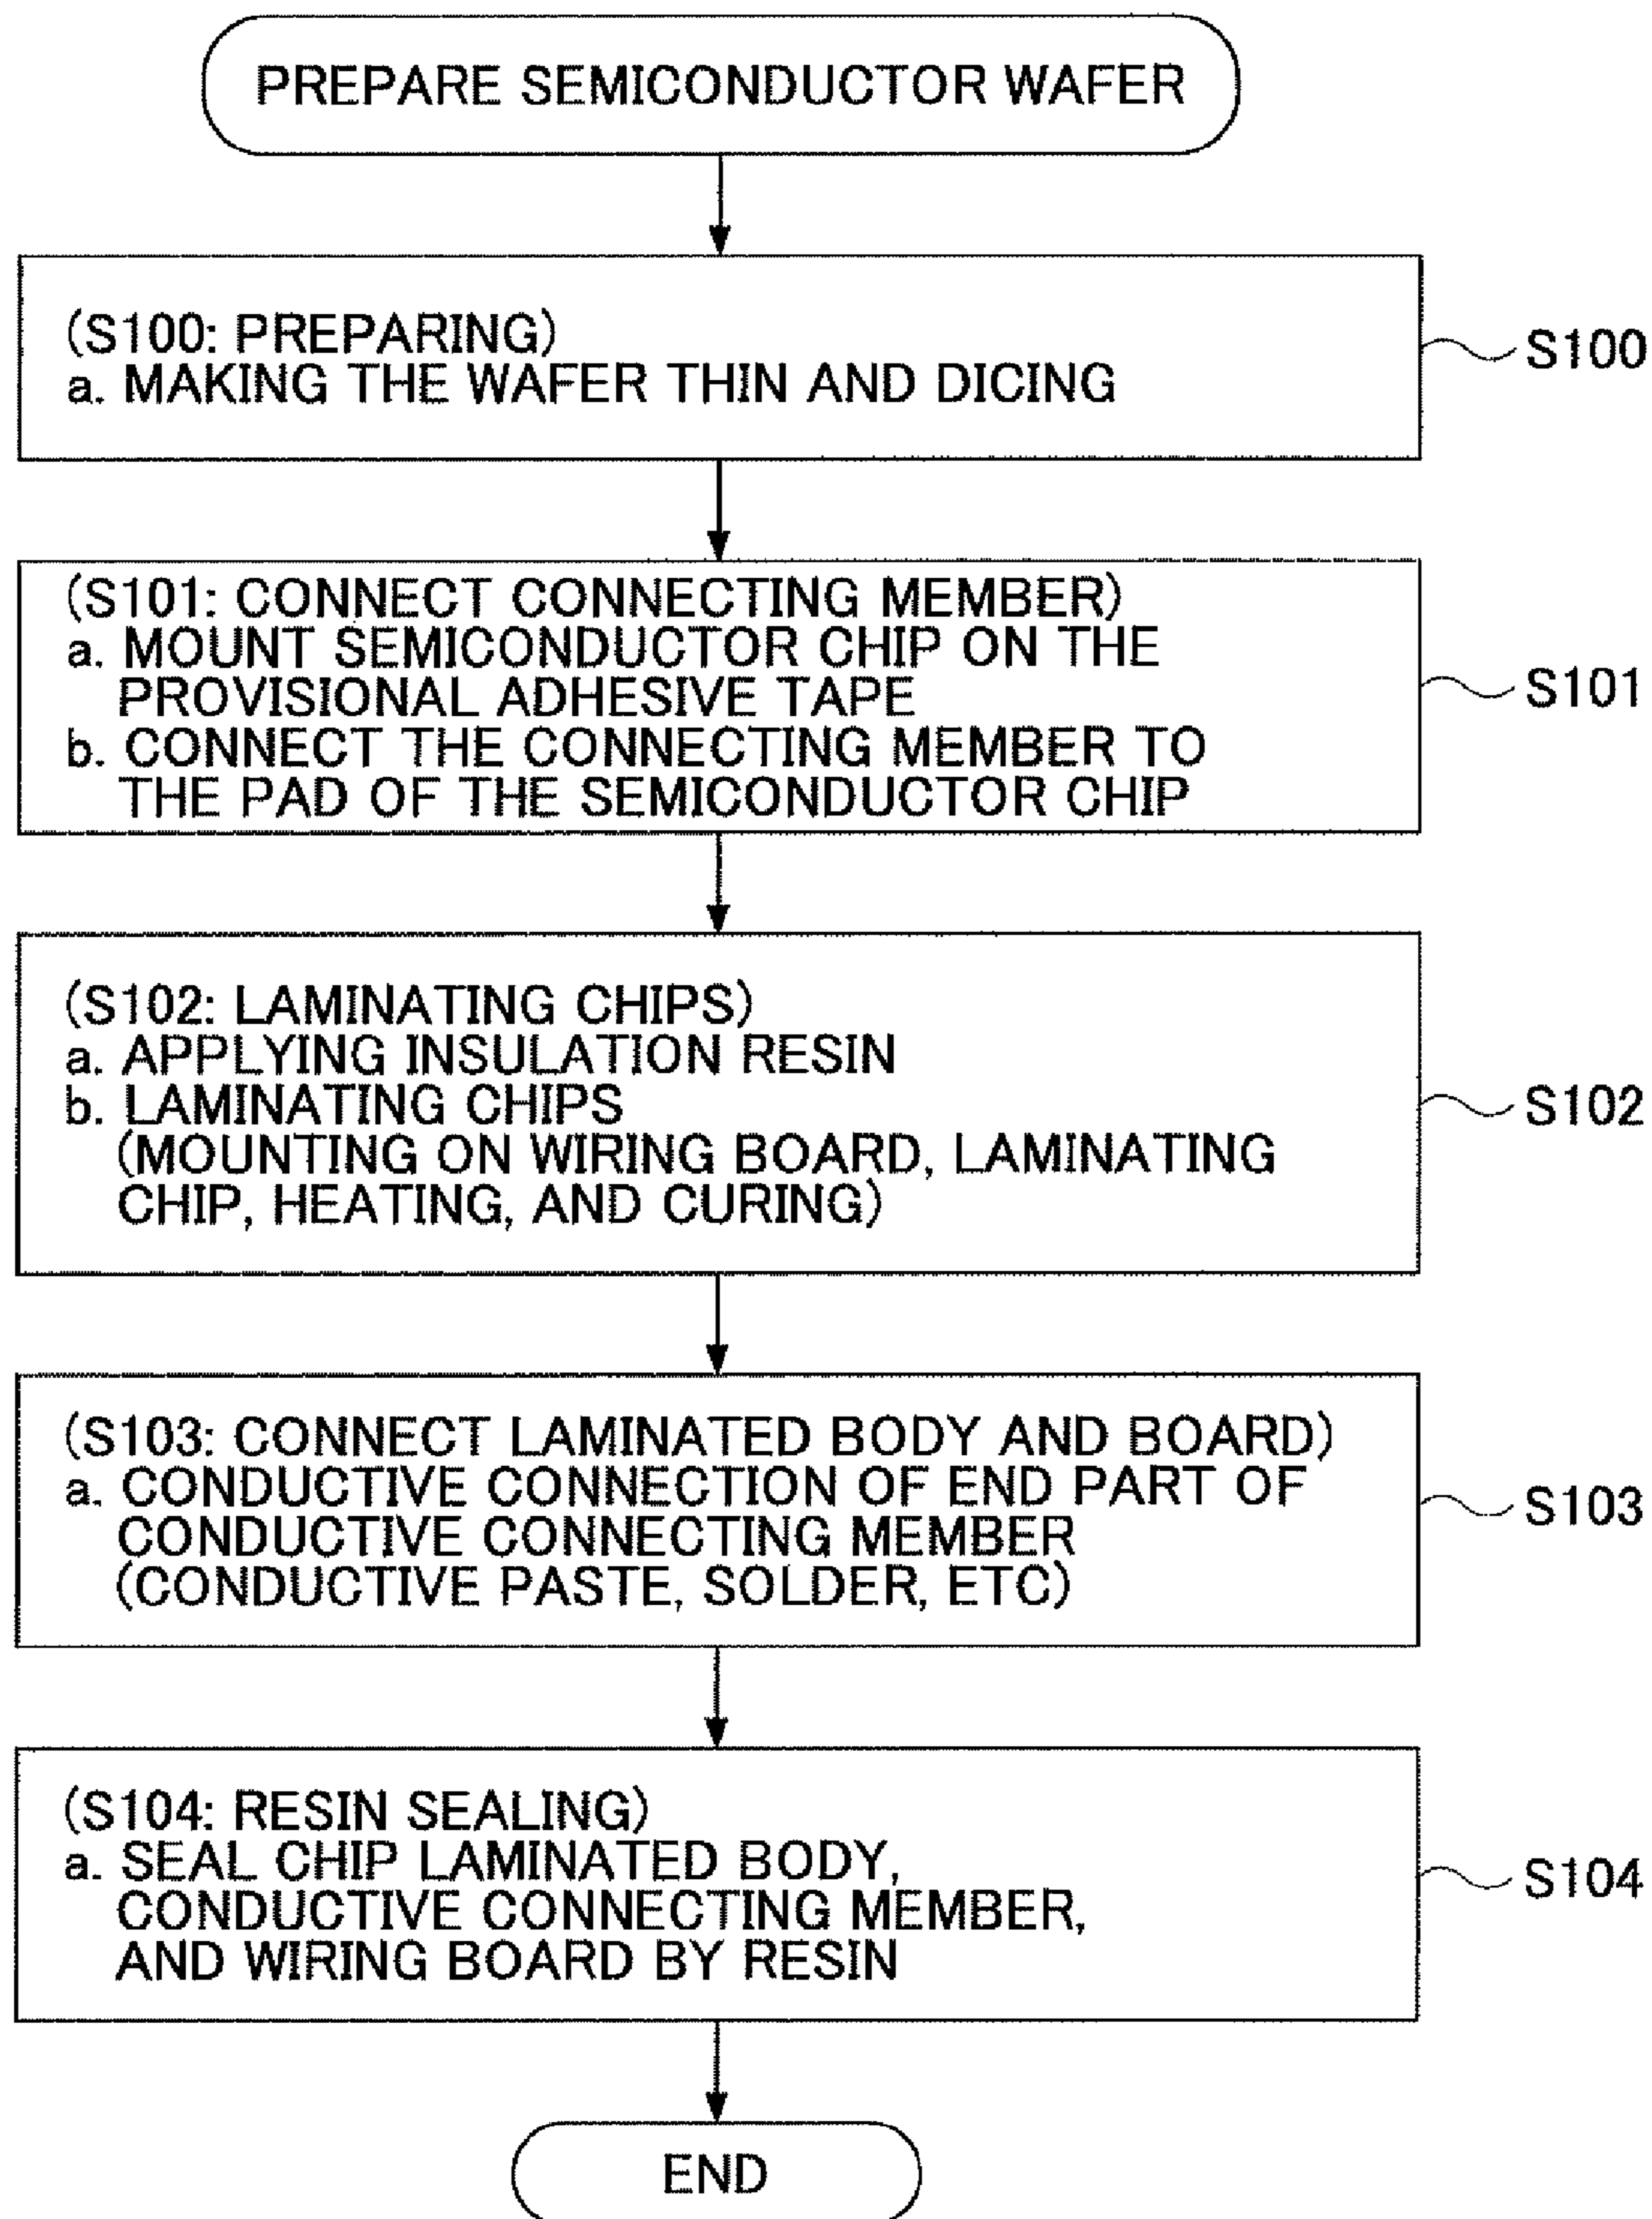 PREPARE SEMICONDUCTOR WAFER
(S100: PREPARING)
a. MAKING THE WAFER THIN AND DICING
S100
(S101: CONNECT CONNECTING MEMBER)
a. MOUNT SEMICONDUCTOR CHIP ON THE
PROVISIONAL ADHESIVE TAPE
b. CONNECT THE CONNECTING MEMBER TO
THE PAD OF THE SEMICONDUCTOR CHIP
S101
(S102: LAMINATING CHIPS)
a. APPLYING INSULATION RESIN
b. LAMINATING CHIPS
(MOUNTING ON WIRING BOARD, LAMINATING
CHIP, HEATING, AND CURING)
S102
(S103: CONNECT LAMINATED BODY AND BOARD)
a. CONDUCTIVE CONNECTION OF END PART OF
CONDUCTIVE CONNECTING MEMBER
(CONDUCTIVE PASTE, SOLDER, ETC)
S103
(S104: RESIN SEALING)
a. SEAL CHIP LAMINATED BODY,
CONDUCTIVE CONNECTING MEMBER,
AND WIRING BOARD BY RESIN
S104
END